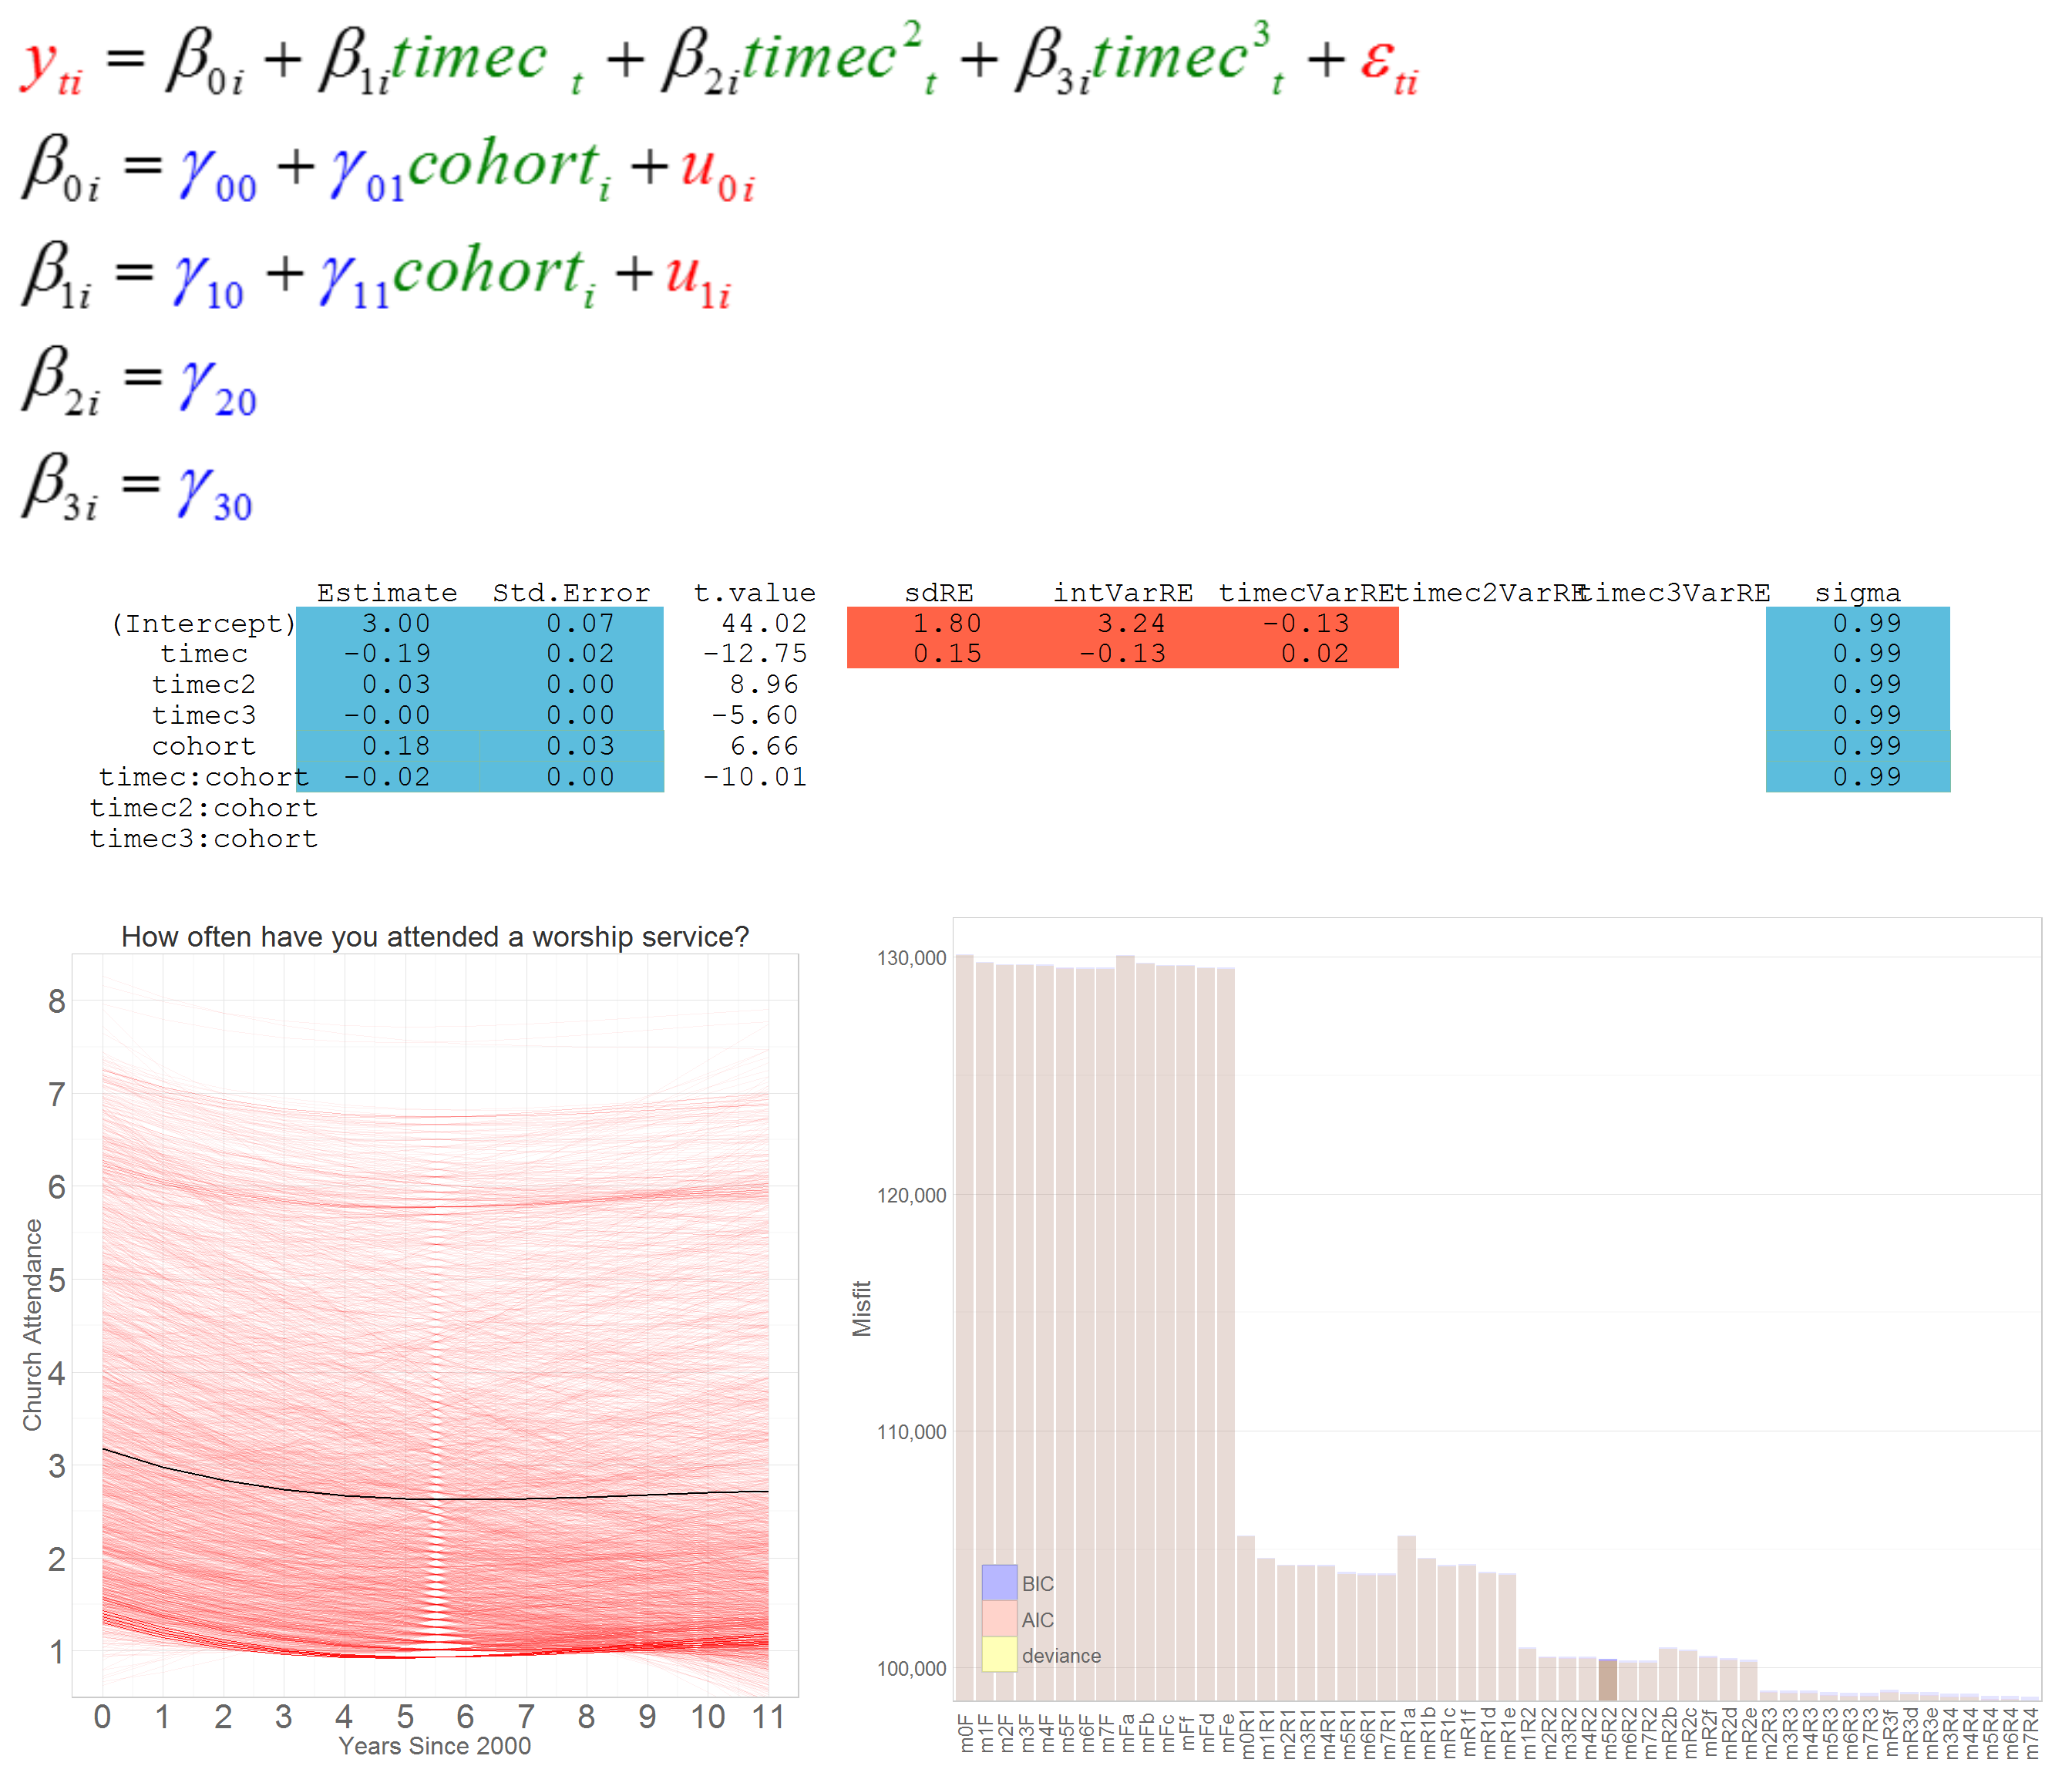 y_ti = β_0i + β_1i timec_t + β_2i timec²_t + β_3i timec³_t + ε_ti
β_0i = γ_00 + γ_01 cohort_i + u_0i
β_1i = γ_10 + γ_11 cohort_i + u_1i
β_2i = γ_20
β_3i = γ_30
Estimate Std.Error t.value sdRE intVarRE timecVarRE timec2VarRE timec3VarRE sigma
(Intercept) 3.00 0.07 44.02 1.80 3.24 -0.13 0.99
timec -0.19 0.02 -12.75 0.15 -0.13 0.02 0.99
timec2 0.03 0.00 8.96 0.99
timec3 -0.00 0.00 -5.60 0.99
cohort 0.18 0.03 6.66 0.99
timec:cohort -0.02 0.00 -10.01 0.99
timec2:cohort
timec3:cohort
How often have you attended a worship service?
Church Attendance
8
7
6
5
4
3
2
1
0 1 2 3 4 5 6 7 8 9 10 11
Years Since 2000
Misfit
130,000
120,000
110,000
100,000
BIC
AIC
deviance
m0F m1F m2F m3F m4F m5F m6F m7F mFa mFb mFc mFf mFd mFe m0R1 m1R1 m2R1 m3R1 m4R1 m5R1 m6R1 m7R1 mR1a mR1b mR1c mR1f mR1d mR1e m1R2 m2R2 m3R2 m4R2 m5R2 m6R2 m7R2 mR2b mR2c mR2f mR2d mR2e m2R3 m3R3 m4R3 m5R3 m6R3 m7R3 mR3f mR3d mR3e m3R4 m4R4 m5R4 m6R4 m7R4